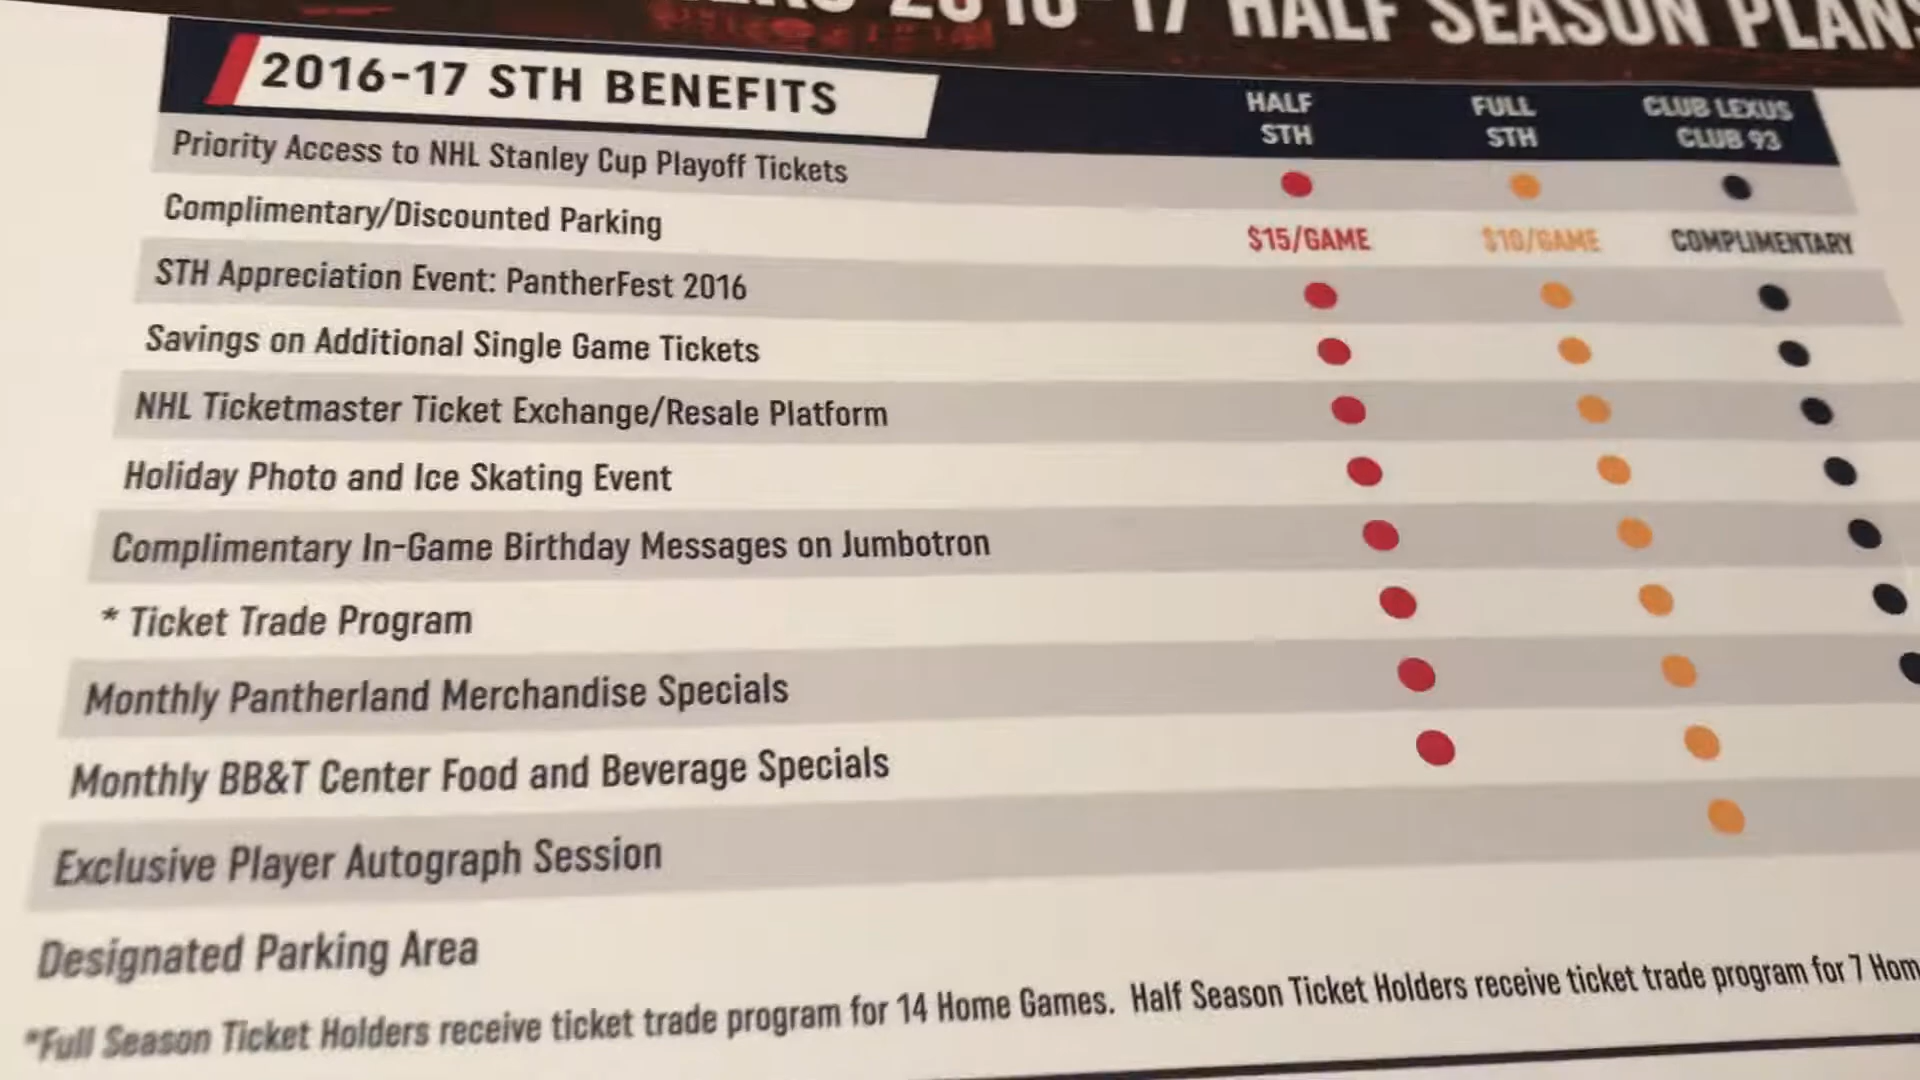 2016-17 HALF SEASON PLANS
2016-17 STH BENEFITS
HALF STH
FULL STH
CLUB LEXUS CLUB 93
Priority Access to NHL Stanley Cup Playoff Tickets
Complimentary/Discounted Parking $15/GAME $10/GAME COMPLIMENTARY
STH Appreciation Event: PantherFest 2016
Savings on Additional Single Game Tickets
NHL Ticketmaster Ticket Exchange/Resale Platform
Holiday Photo and Ice Skating Event
Complimentary In-Game Birthday Messages on Jumbotron
* Ticket Trade Program
Monthly Pantherland Merchandise Specials
Monthly BB&T Center Food and Beverage Specials
Exclusive Player Autograph Session
Designated Parking Area
*Full Season Ticket Holders receive ticket trade program for 14 Home Games. Half Season Ticket Holders receive ticket trade program for 7 Hom